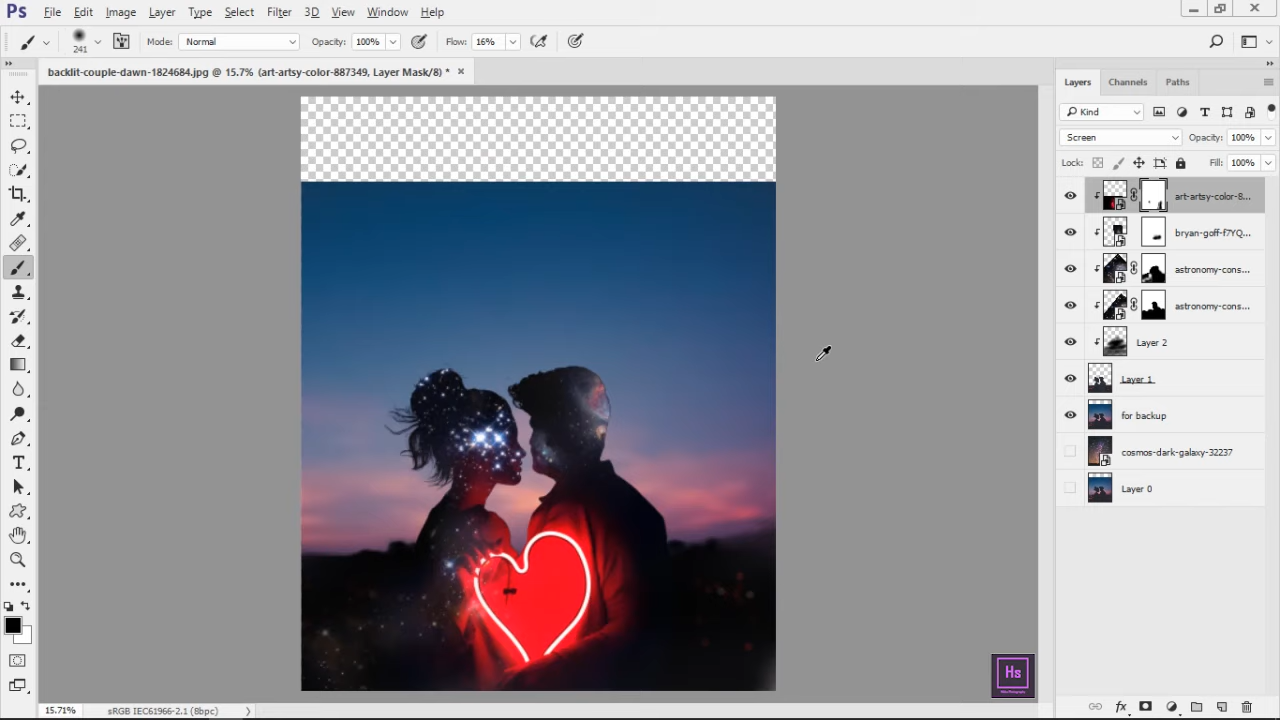 Ps File Edit Image Layer Type Select Filter 3D View Window Help
241 Mode: Normal Opacity: 100% Flow: 16%
backlit-couple-dawn-1824684.jpg @ 15.7% (art-artsy-color-887349, Layer Mask/8) * ×
Layers Channels Paths
Kind
Screen Opacity: 100%
Lock: Fill: 100%
art-artsy-color-8...
bryan-goff-f7YQ...
astronomy-cons...
astronomy-cons...
Layer 2
Layer 1
for backup
cosmos-dark-galaxy-32237
Layer 0
Hs
15.71% sRGB IEC61966-2.1 (8bpc)